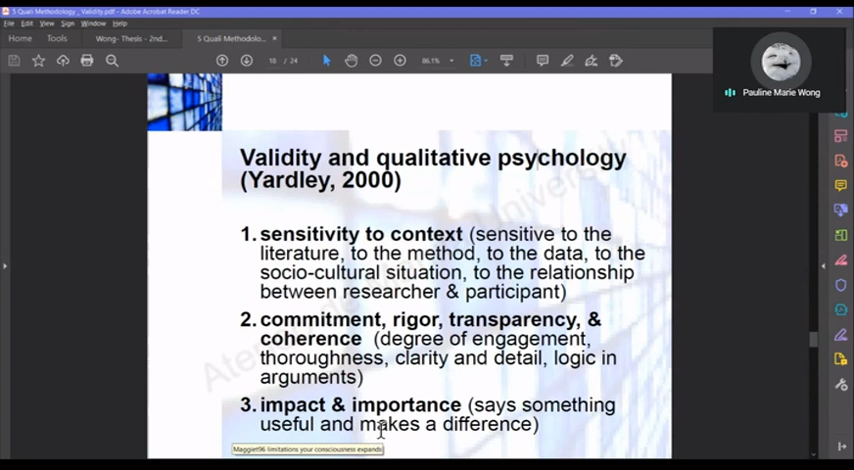 5 Quali Methodology _ Validity.pdf - Adobe Acrobat Reader DC
File Edit View Sign Window Help
Home Tools Wong- Thesis - 2nd... 5 Quali Methodolo... ×
18 / 24 86.1%
Pauline Marie Wong
Validity and qualitative psychology
(Yardley, 2000)
1. sensitivity to context (sensitive to the
literature, to the method, to the data, to the
socio-cultural situation, to the relationship
between researcher & participant)
2. commitment, rigor, transparency, &
coherence (degree of engagement,
thoroughness, clarity and detail, logic in
arguments)
3. impact & importance (says something
useful and makes a difference)
Maggiet96 limitations your consciousness expands